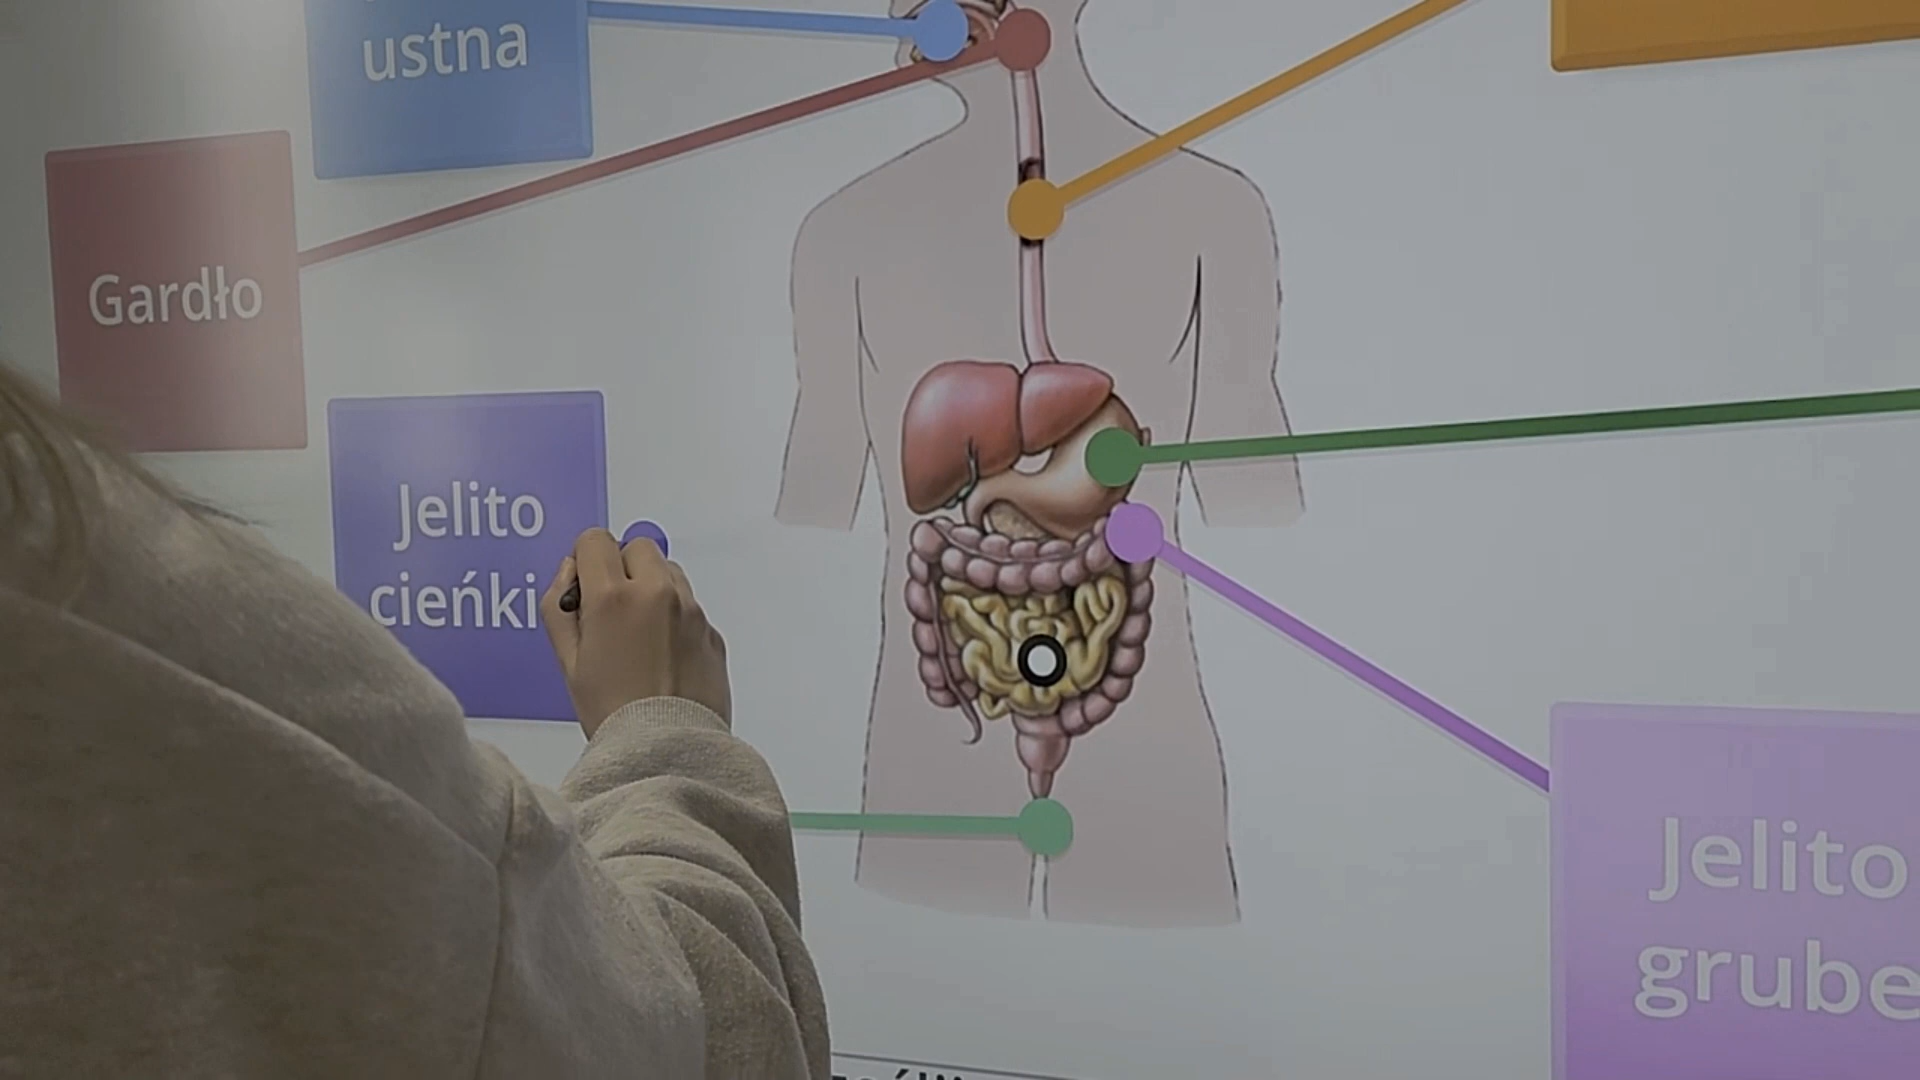 ustna
Gardło
Jelito
cieńki
Jelito
grube